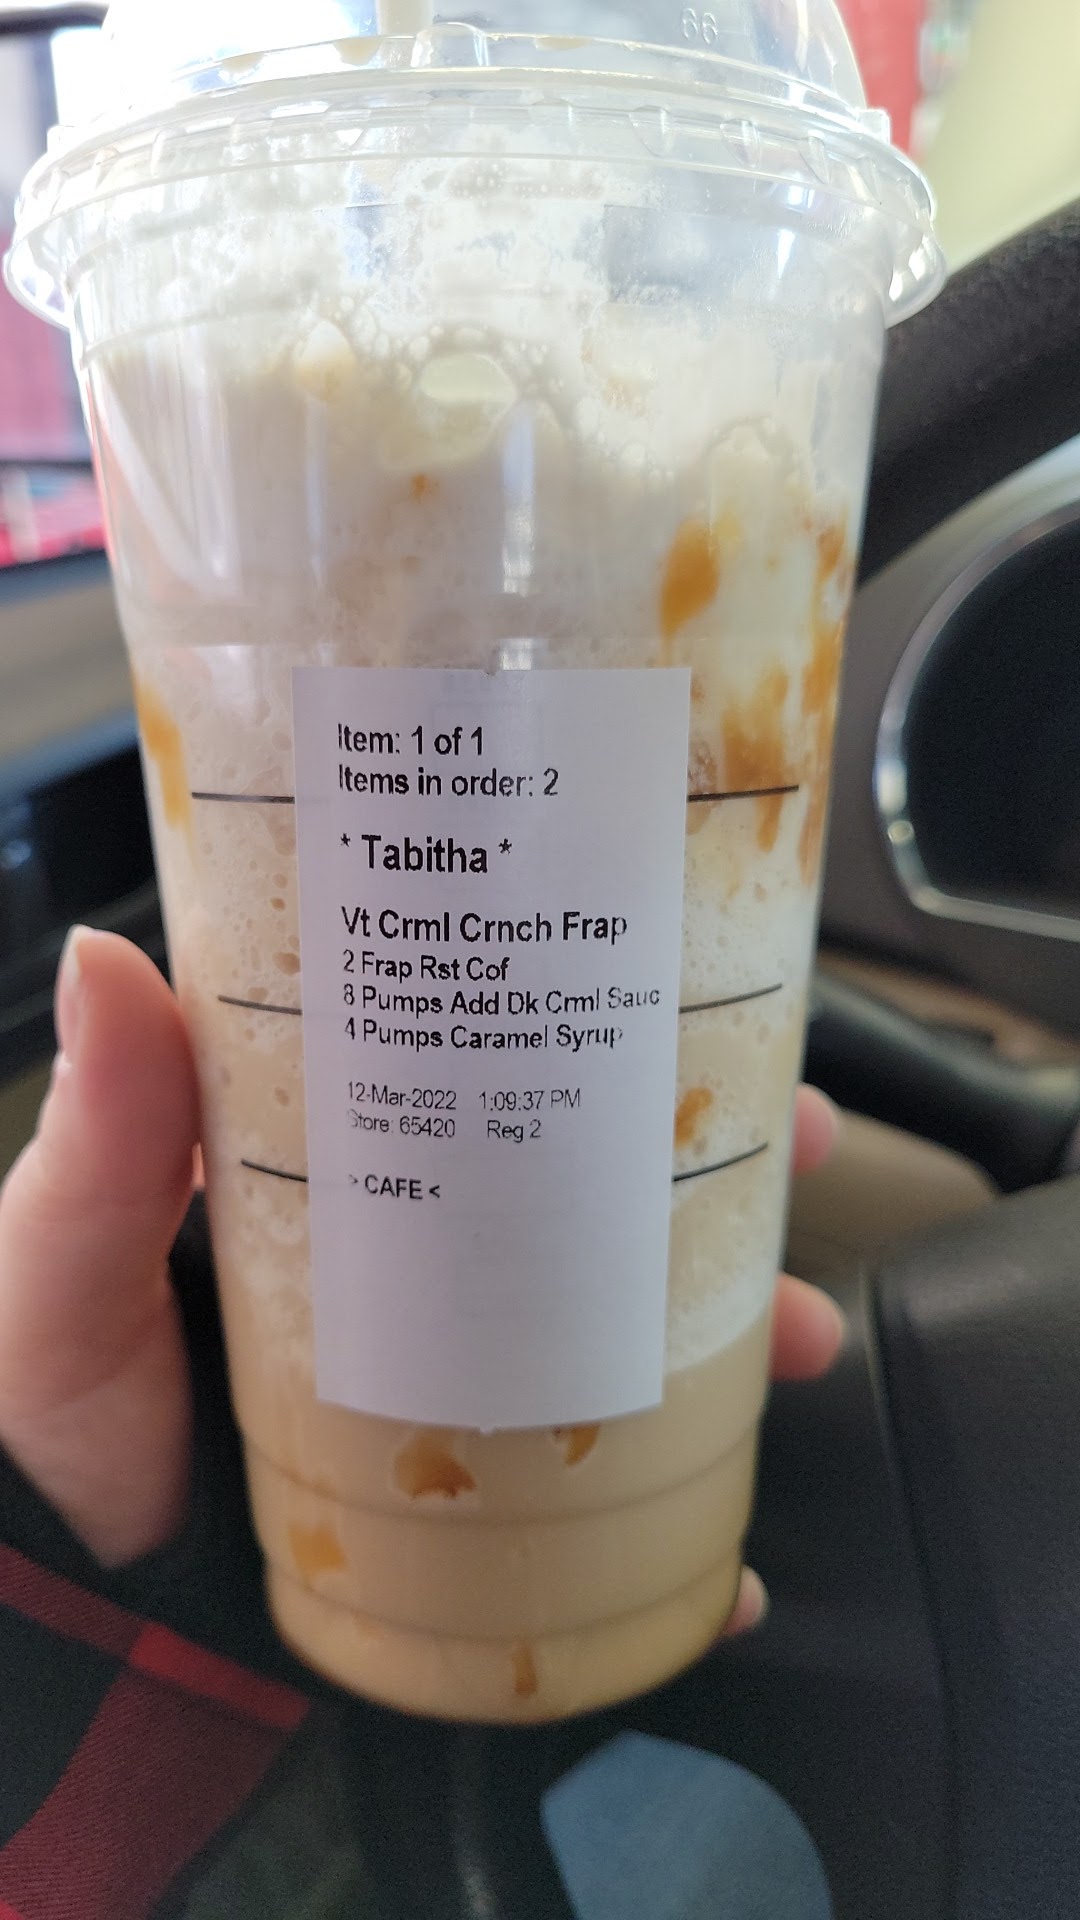 66
Item: 1 of 1
Items in order: 2
* Tabitha *
Vt Crml Crnch Frap
2 Frap Rst Cof
8 Pumps Add Dk Crml Sauc
4 Pumps Caramel Syrup
12-Mar-2022 1:09:37 PM
Store: 65420 Reg 2
> CAFE <